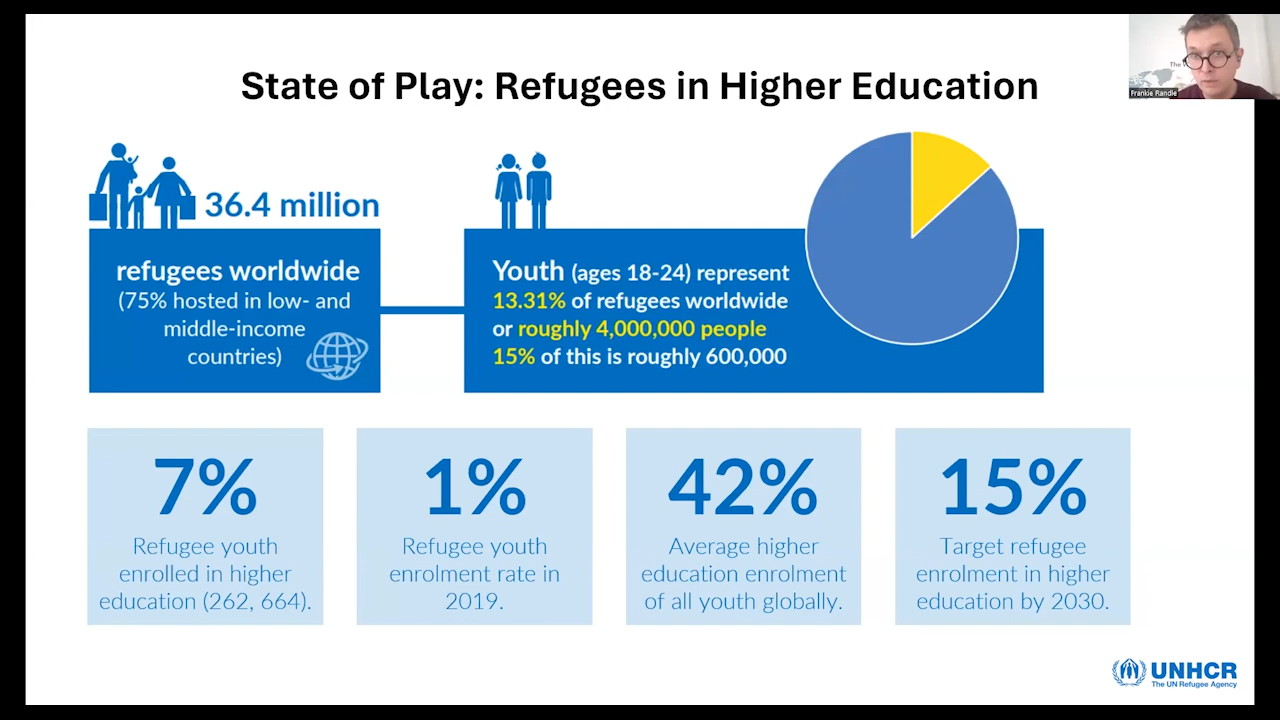 State of Play: Refugees in Higher Education
Frankie Randle
36.4 million
refugees worldwide
(75% hosted in low- and
middle-income
countries)
Youth (ages 18-24) represent
13.31% of refugees worldwide
or roughly 4,000,000 people
15% of this is roughly 600,000
7%
Refugee youth
enrolled in higher
education (262, 664).
1%
Refugee youth
enrolment rate in
2019.
42%
Average higher
education enrolment
of all youth globally.
15%
Target refugee
enrolment in higher
education by 2030.
UNHCR
The UN Refugee Agency